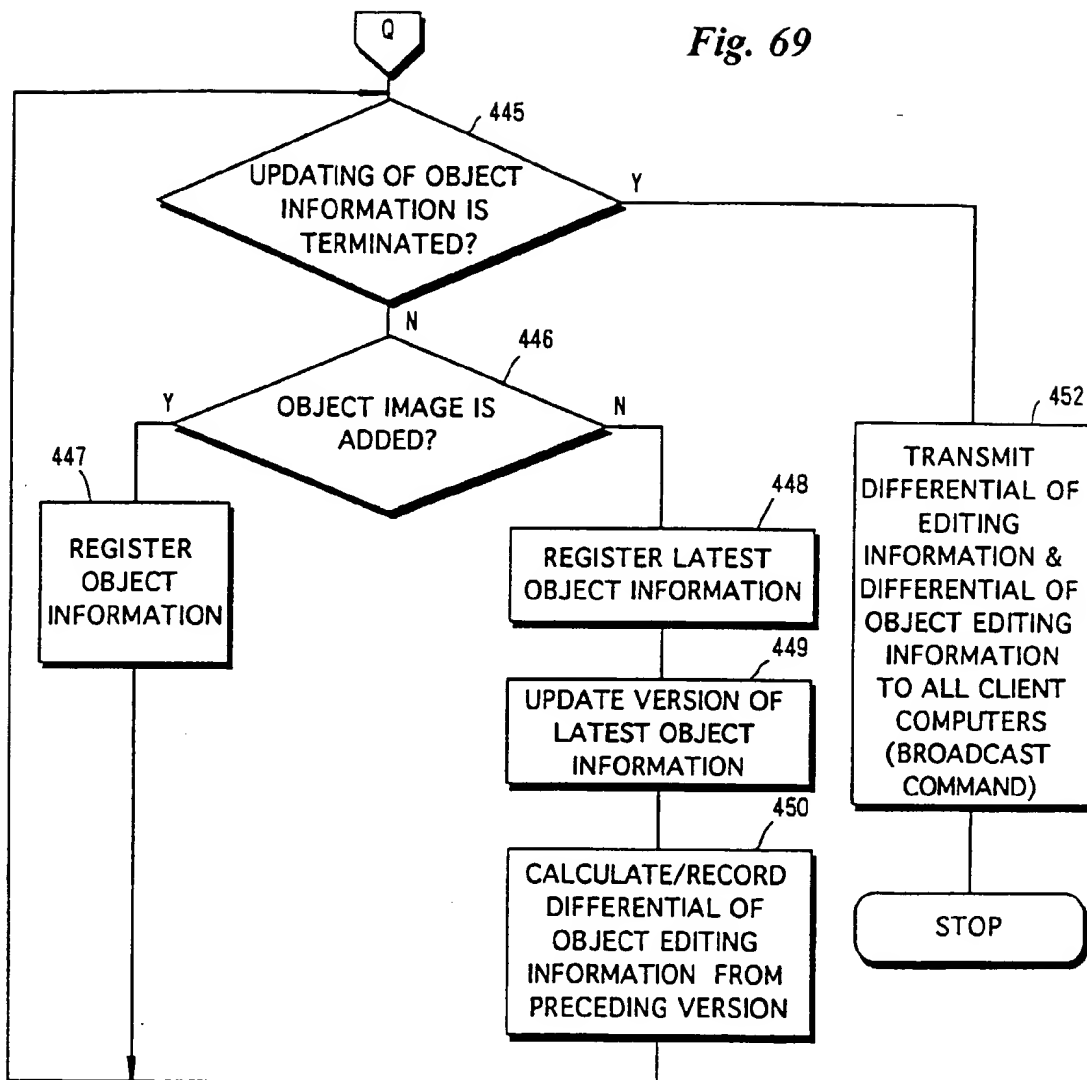 Q
Fig. 69
445
UPDATING OF OBJECT
INFORMATION IS
TERMINATED?
Y
N
446
OBJECT IMAGE IS
ADDED?
Y
N
447
REGISTER
OBJECT
INFORMATION
448
REGISTER LATEST
OBJECT INFORMATION
449
UPDATE VERSION OF
LATEST OBJECT
INFORMATION
450
CALCULATE/RECORD
DIFFERENTIAL OF
OBJECT EDITING
INFORMATION FROM
PRECEDING VERSION
452
TRANSMIT
DIFFERENTIAL OF
EDITING
INFORMATION &
DIFFERENTIAL OF
OBJECT EDITING
INFORMATION
TO ALL CLIENT
COMPUTERS
(BROADCAST
COMMAND)
STOP